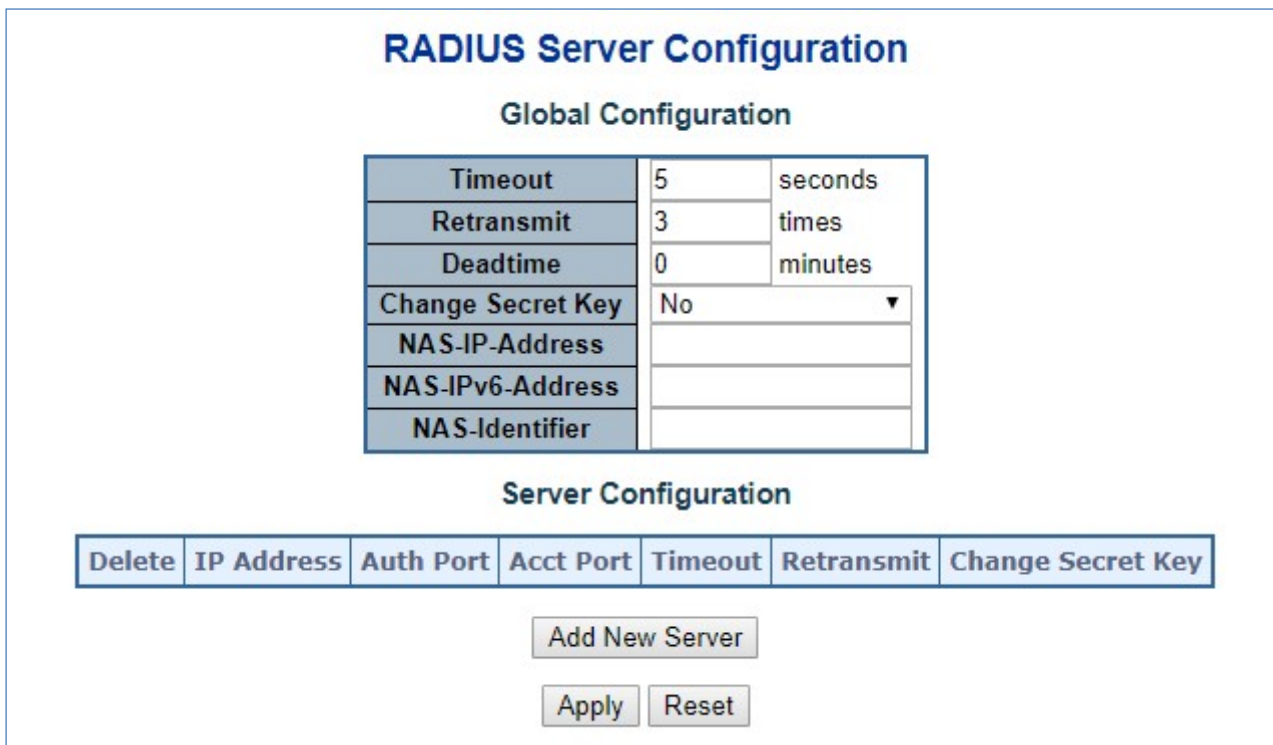 RADIUS Server Configuration
Global Configuration
Timeout 5 seconds
Retransmit 3 times
Deadtime 0 minutes
Change Secret Key No
NAS-IP-Address
NAS-IPv6-Address
NAS-Identifier
Server Configuration
Delete IP Address Auth Port Acct Port Timeout Retransmit Change Secret Key
Add New Server
Apply Reset